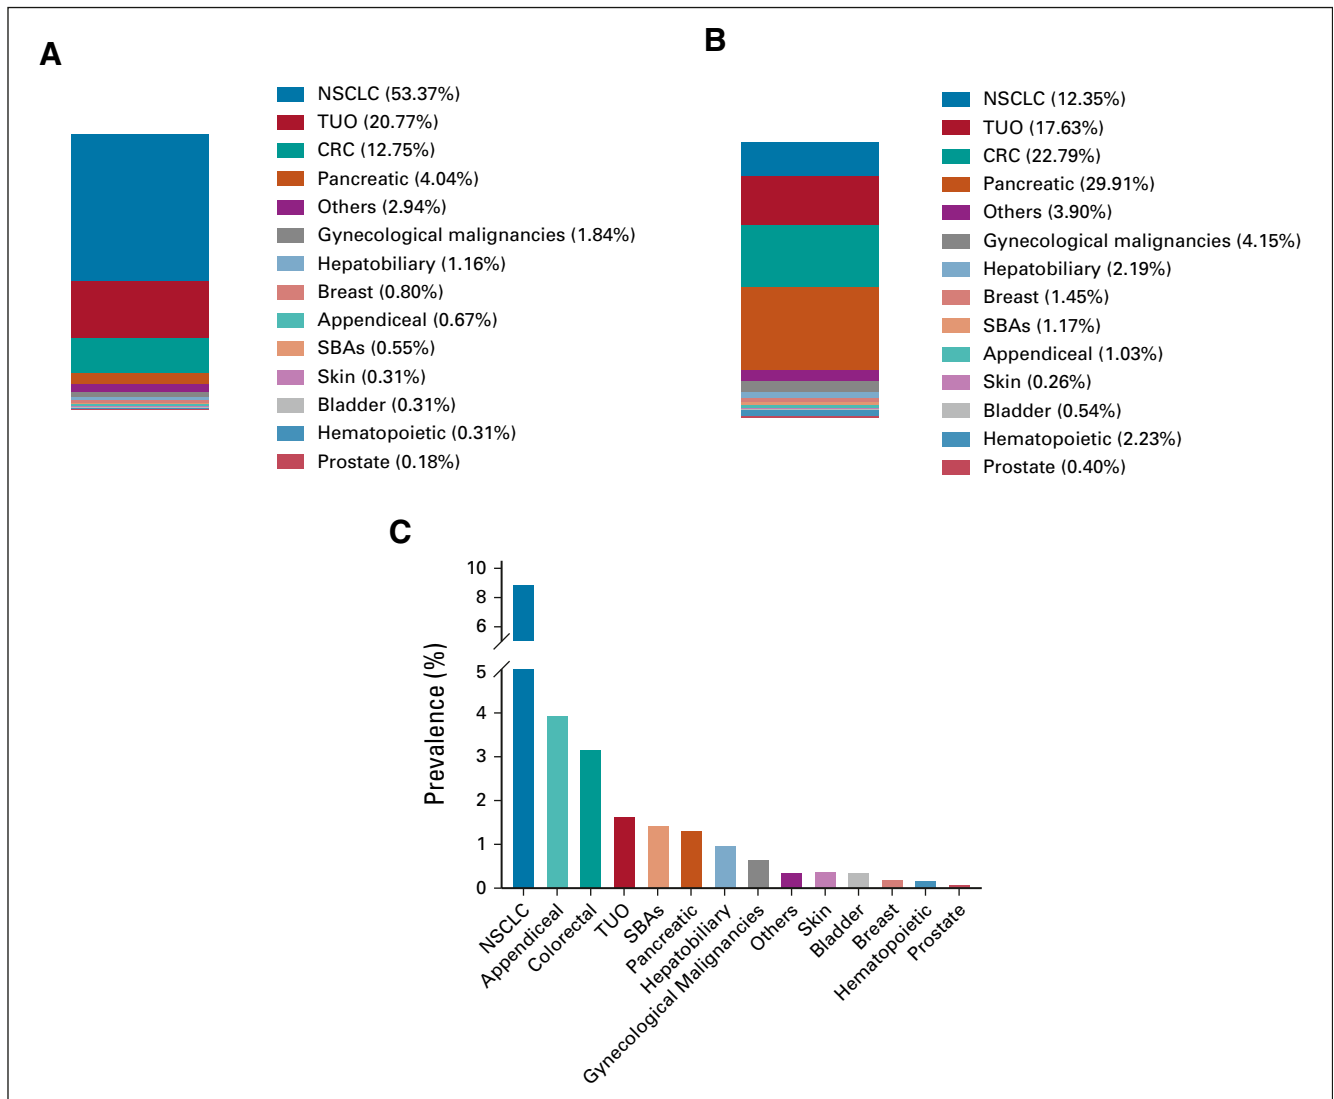 A
NSCLC (53.37%)
TUO (20.77%)
CRC (12.75%)
Pancreatic (4.04%)
Others (2.94%)
Gynecological malignancies (1.84%)
Hepatobiliary (1.16%)
Breast (0.80%)
Appendiceal (0.67%)
SBAs (0.55%)
Skin (0.31%)
Bladder (0.31%)
Hematopoietic (0.31%)
Prostate (0.18%)
B
NSCLC (12.35%)
TUO (17.63%)
CRC (22.79%)
Pancreatic (29.91%)
Others (3.90%)
Gynecological malignancies (4.15%)
Hepatobiliary (2.19%)
Breast (1.45%)
SBAs (1.17%)
Appendiceal (1.03%)
Skin (0.26%)
Bladder (0.54%)
Hematopoietic (2.23%)
Prostate (0.40%)
C
Prevalence (%)
10
8
6
5
4
3
2
1
0
NSCLC
Appendiceal
Colorectal
TUO
SBAs
Pancreatic
Hepatobiliary
Gynecological Malignancies
Others
Skin
Bladder
Breast
Hematopoietic
Prostate